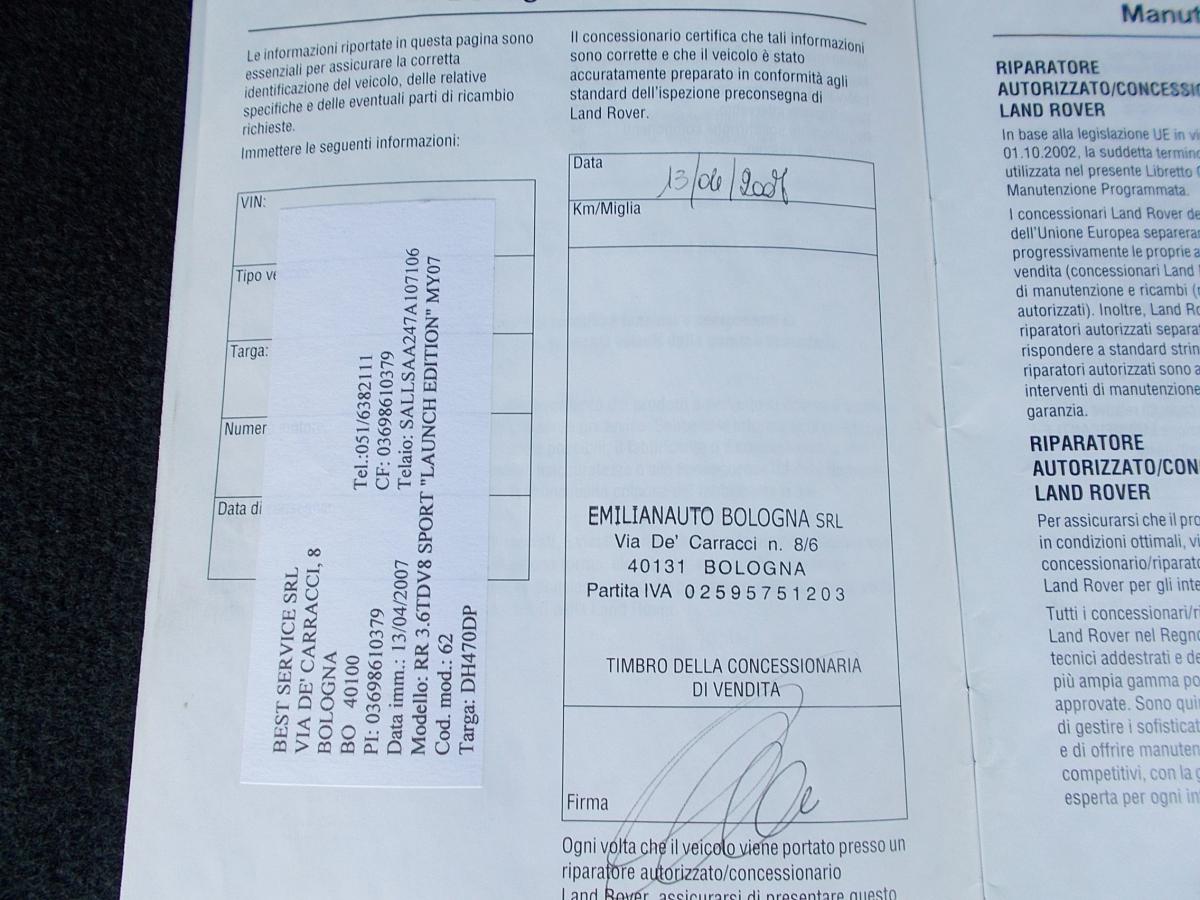 Le informazioni riportate in questa pagina sono
essenziali per assicurare la corretta
identificazione del veicolo, delle relative
specifiche e delle eventuali parti di ricambio
richieste.
Immettere le seguenti informazioni:
VIN:
Tipo ve
Targa:
Numer
Data di
BEST SERVICE SRL
VIA DE' CARRACCI, 8
BOLOGNA
BO 40100 Tel.:051/6382111
PI: 03698610379 CF: 03698610379
Data imm.: 13/04/2007 Telaio: SALLSAA247A107106
Modello: RR 3.6TDV8 SPORT "LAUNCH EDITION" MY07
Cod. mod.: 62
Targa: DH470DP
Il concessionario certifica che tali informazioni
sono corrette e che il veicolo è stato
accuratamente preparato in conformità agli
standard dell'ispezione preconsegna di
Land Rover.
Data 13/04/2007
Km/Miglia
EMILIANAUTO BOLOGNA SRL
Via De' Carracci n. 8/6
40131 BOLOGNA
Partita IVA 02595751203
TIMBRO DELLA CONCESSIONARIA
DI VENDITA
Firma
Ogni volta che il veicolo viene portato presso un
riparatore autorizzato/concessionario
Land Rover, assicurarsi di presentare questo
Manut
RIPARATORE
AUTORIZZATO/CONCESSIO
LAND ROVER
In base alla legislazione UE in vi
01.10.2002, la suddetta termino
utilizzata nel presente Libretto
Manutenzione Programmata.
I concessionari Land Rover de
dell'Unione Europea separera
progressivamente le proprie a
vendita (concessionari Land
di manutenzione e ricambi (r
autorizzati). Inoltre, Land Ro
riparatori autorizzati separat
rispondere a standard strin
riparatori autorizzati sono a
interventi di manutenzione
garanzia.
RIPARATORE
AUTORIZZATO/CON
LAND ROVER
Per assicurarsi che il pro
in condizioni ottimali, vi
concessionario/riparato
Land Rover per gli inte
Tutti i concessionari/ri
Land Rover nel Regno
tecnici addestrati e de
più ampia gamma po
approvate. Sono quin
di gestire i sofisticat
e di offrire manuten
competitivi, con la g
esperta per ogni in